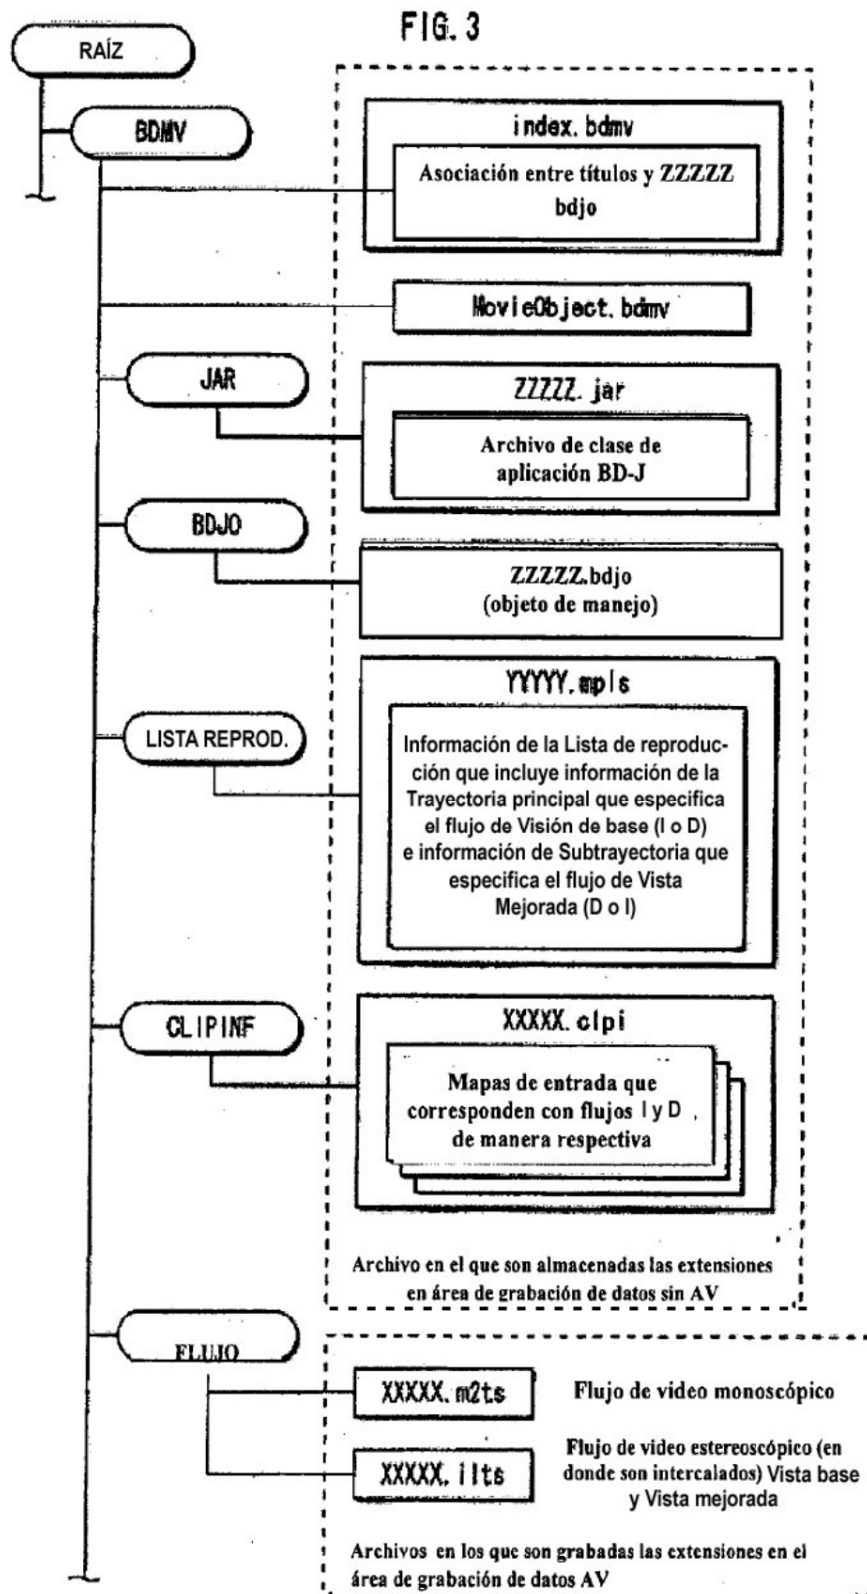 FIG. 3
RAÍZ
BDMV
index.bdmv
Asociación entre títulos y ZZZZZ
bdjo
MovieObject.bdmv
JAR
ZZZZZ.jar
Archivo de clase de
aplicación BD-J
BDJO
ZZZZZ.bdjo
(objeto de manejo)
YYYYY.mpls
LISTA REPROD.
Información de la Lista de reproduc-
ción que incluye información de la
Trayectoria principal que especifica
el flujo de Visión de base (I o D)
e información de Subtrayectoria que
especifica el flujo de Vista
Mejorada (D o I)
CLIPINF
XXXXX.clpi
Mapas de entrada que
corresponden con flujos I y D ,
de manera respectiva
Archivo en el que son almacenadas las extensiones
en área de grabación de datos sin AV
FLUJO
XXXXX.m2ts
Flujo de video monoscópico
XXXXX.ilts
Flujo de video estereoscópico (en
donde son intercalados) Vista base
y Vista mejorada
Archivos en los que son grabadas las extensiones en el
área de grabación de datos AV